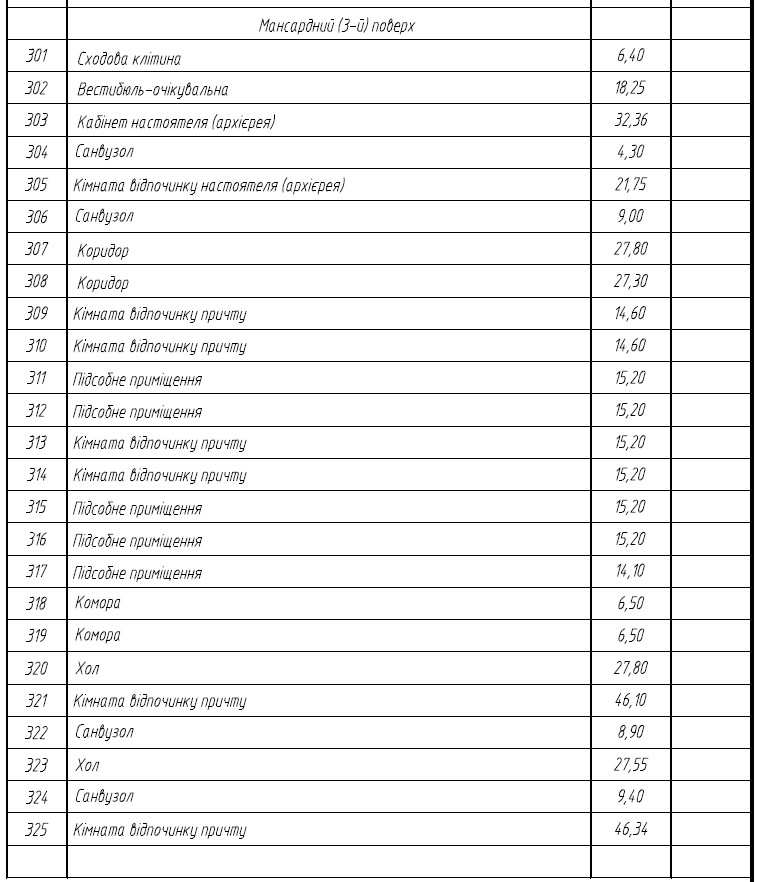 Мансардний (3-й) поверх
301 Сходова клітина 6,40
302 Вестибюль-очікувальна 18,25
303 Кабінет настоятеля (архієрея) 32,36
304 Санвузол 4,30
305 Кімната відпочинку настоятеля (архієрея) 21,75
306 Санвузол 9,00
307 Коридор 27,80
308 Коридор 27,30
309 Кімната відпочинку причту 14,60
310 Кімната відпочинку причту 14,60
311 Підсобне приміщення 15,20
312 Підсобне приміщення 15,20
313 Кімната відпочинку причту 15,20
314 Кімната відпочинку причту 15,20
315 Підсобне приміщення 15,20
316 Підсобне приміщення 15,20
317 Підсобне приміщення 14,10
318 Комора 6,50
319 Комора 6,50
320 Хол 27,80
321 Кімната відпочинку причту 46,10
322 Санвузол 8,90
323 Хол 27,55
324 Санвузол 9,40
325 Кімната відпочинку причту 46,34